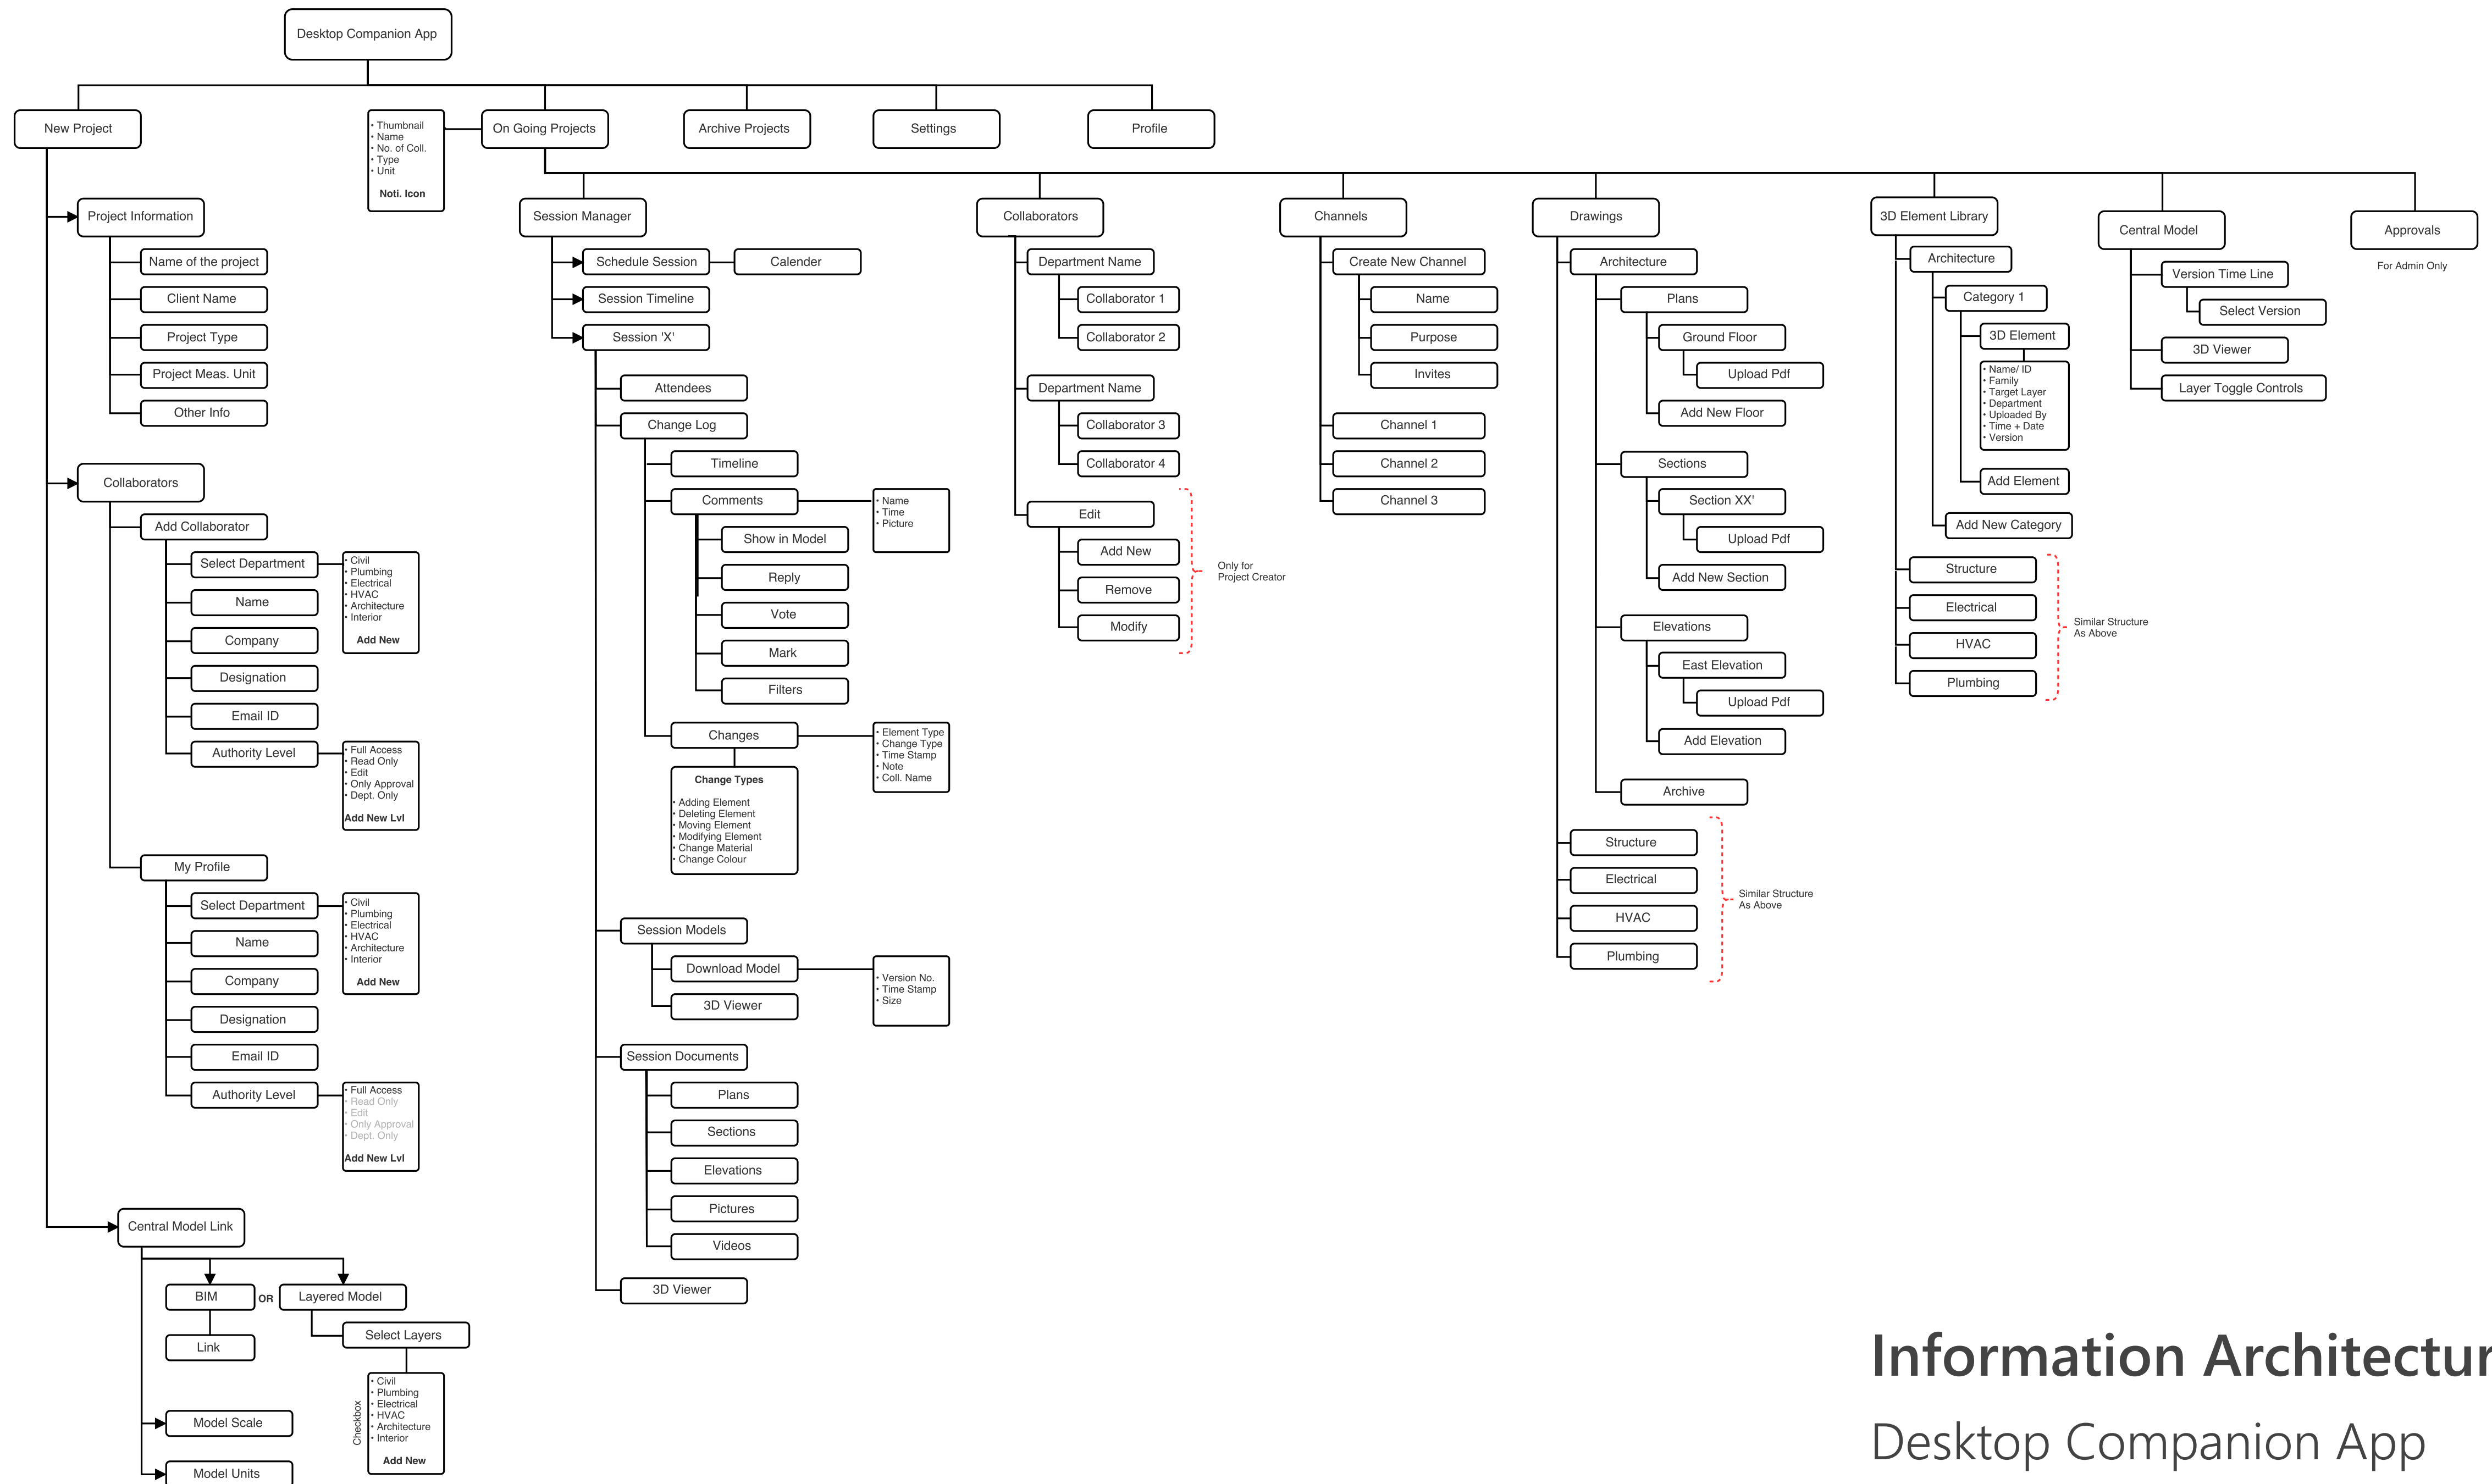 Desktop Companion App
New Project
• Thumbnail
• Name
• No. of Coll.
• Type
• Unit
Noti. Icon
On Going Projects
Archive Projects
Settings
Profile
Project Information
Name of the project
Client Name
Project Type
Project Meas. Unit
Other Info
Collaborators
Add Collaborator
Select Department
• Civil
• Plumbing
• Electrical
• HVAC
• Architecture
• Interior
Add New
Name
Company
Designation
Email ID
Authority Level
• Full Access
• Read Only
• Edit
• Only Approval
• Dept. Only
Add New Lvl
My Profile
Select Department
• Civil
• Plumbing
• Electrical
• HVAC
• Architecture
• Interior
Add New
Name
Company
Designation
Email ID
Authority Level
• Full Access
• Read Only
• Edit
• Only Approval
• Dept. Only
Add New Lvl
Central Model Link
BIM
OR
Layered Model
Link
Select Layers
Checkbox
• Civil
• Plumbing
• Electrical
• HVAC
• Architecture
• Interior
Add New
Model Scale
Model Units
Session Manager
Schedule Session
Calender
Session Timeline
Session 'X'
Attendees
Change Log
Timeline
Comments
• Name
• Time
• Picture
Show in Model
Reply
Vote
Mark
Filters
Changes
• Element Type
• Change Type
• Time Stamp
• Note
• Coll. Name
Change Types
• Adding Element
• Deleting Element
• Moving Element
• Modifying Element
• Change Material
• Change Colour
Session Models
Download Model
• Version No.
• Time Stamp
• Size
3D Viewer
Session Documents
Plans
Sections
Elevations
Pictures
Videos
3D Viewer
Collaborators
Department Name
Collaborator 1
Collaborator 2
Department Name
Collaborator 3
Collaborator 4
Edit
Add New
Remove
Modify
Only for
Project Creator
Channels
Create New Channel
Name
Purpose
Invites
Channel 1
Channel 2
Channel 3
Drawings
Architecture
Plans
Ground Floor
Upload Pdf
Add New Floor
Sections
Section XX'
Upload Pdf
Add New Section
Elevations
East Elevation
Upload Pdf
Add Elevation
Archive
Structure
Electrical
HVAC
Plumbing
Similar Structure
As Above
3D Element Library
Architecture
Category 1
3D Element
• Name/ ID
• Family
• Target Layer
• Department
• Uploaded By
• Time + Date
• Version
Add Element
Add New Category
Structure
Electrical
HVAC
Plumbing
Similar Structure
As Above
Central Model
Version Time Line
Select Version
3D Viewer
Layer Toggle Controls
Approvals
For Admin Only
Information Architectur
Desktop Companion App